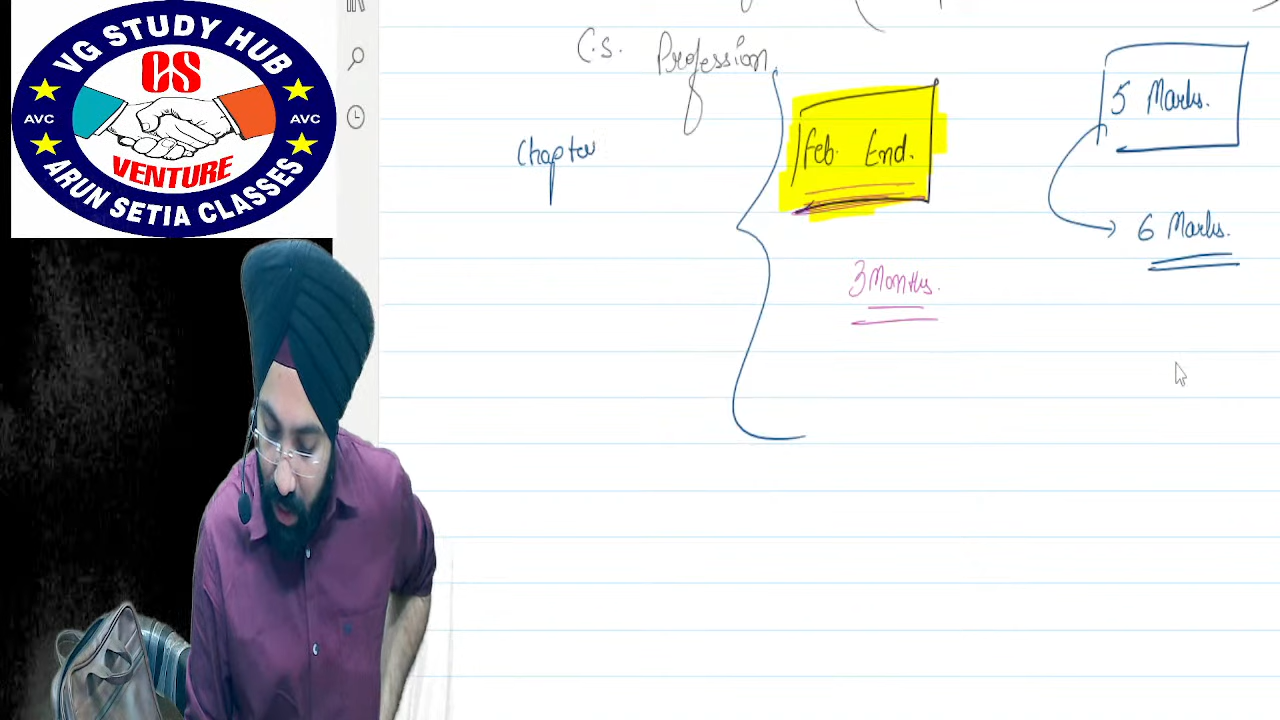 VG STUDY HUB
CS
AVC
AVC
VENTURE
ARUN SETIA CLASSES
C.S. Profession
5 Marks.
Chapter
Feb. End.
6 Marks.
3 Months.